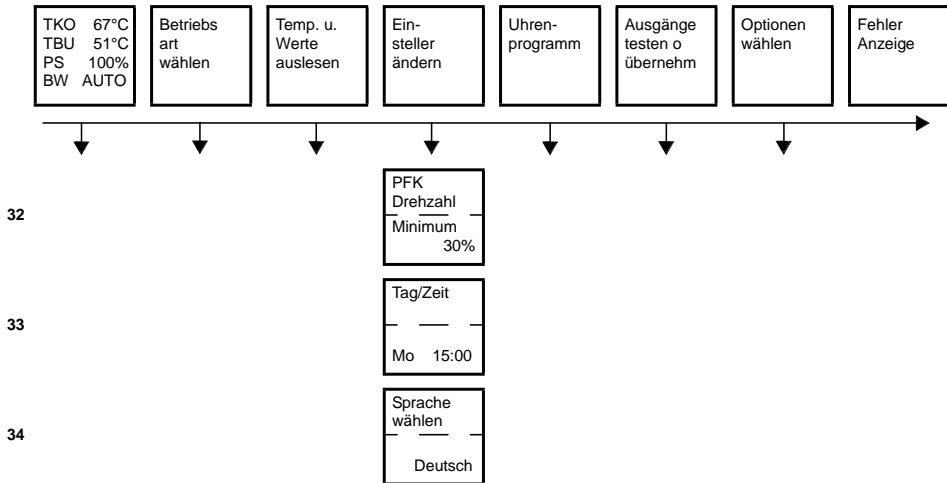 TKO 67°C
TBU 51°C
PS 100%
BW AUTO
Betriebs
art
wählen
Temp. u.
Werte
auslesen
Ein-
steller
ändern
Uhren-
programm
Ausgänge
testen o
übernehm
Optionen
wählen
Fehler
Anzeige
32
PFK
Drehzahl
Minimum
30%
33
Tag/Zeit
Mo 15:00
34
Sprache
wählen
Deutsch